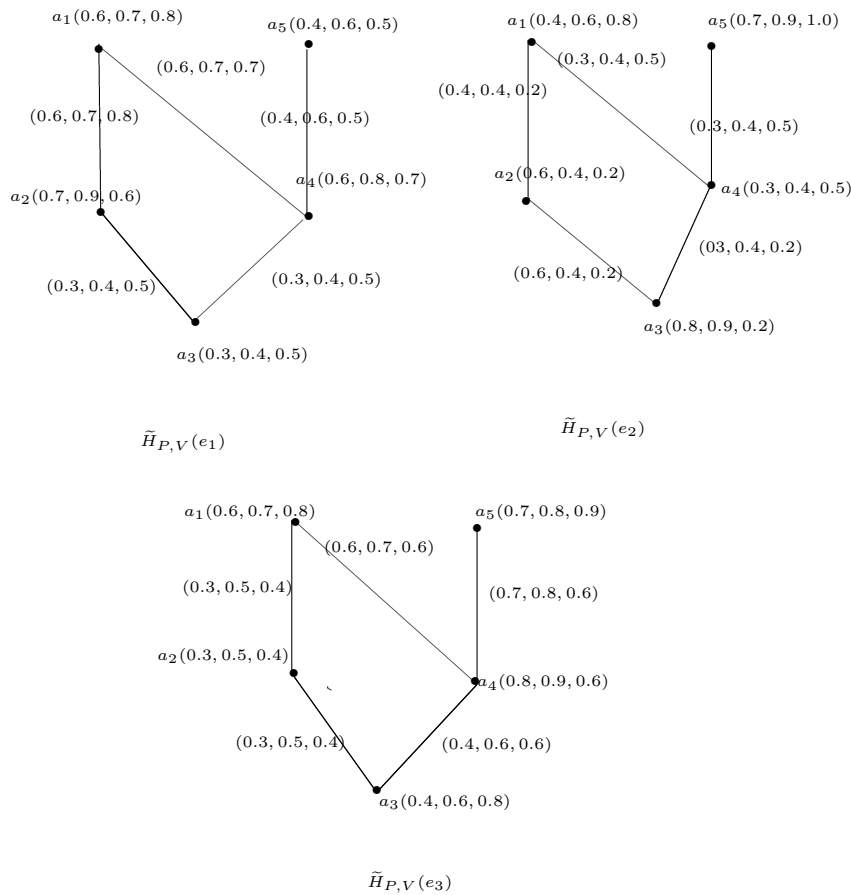 a₁(0.6, 0.7, 0.8)
a₅(0.4, 0.6, 0.5)
(0.6, 0.7, 0.7)
(0.6, 0.7, 0.8)
(0.4, 0.6, 0.5)
a₄(0.6, 0.8, 0.7)
a₂(0.7, 0.9, 0.6)
(0.3, 0.4, 0.5)
(0.3, 0.4, 0.5)
a₃(0.3, 0.4, 0.5)
H̃_{P,V}(e₁)
a₁(0.4, 0.6, 0.8)
a₅(0.7, 0.9, 1.0)
(0.3, 0.4, 0.5)
(0.4, 0.4, 0.2)
(0.3, 0.4, 0.5)
a₂(0.6, 0.4, 0.2)
a₄(0.3, 0.4, 0.5)
(03, 0.4, 0.2)
(0.6, 0.4, 0.2)
a₃(0.8, 0.9, 0.2)
H̃_{P,V}(e₂)
a₁(0.6, 0.7, 0.8)
a₅(0.7, 0.8, 0.9)
(0.6, 0.7, 0.6)
(0.3, 0.5, 0.4)
(0.7, 0.8, 0.6)
a₂(0.3, 0.5, 0.4)
a₄(0.8, 0.9, 0.6)
(0.3, 0.5, 0.4)
(0.4, 0.6, 0.6)
a₃(0.4, 0.6, 0.8)
H̃_{P,V}(e₃)